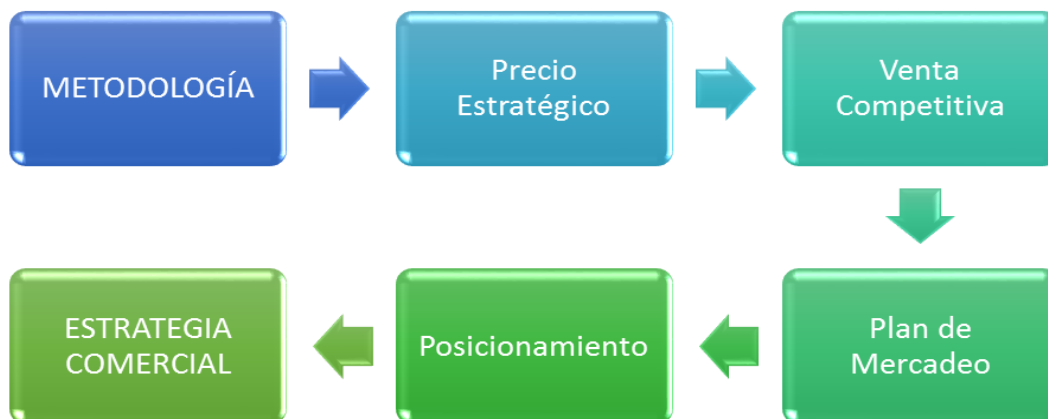 METODOLOGÍA
Precio
Estratégico
Venta
Competitiva
Plan de
Mercadeo
Posicionamiento
ESTRATEGIA
COMERCIAL